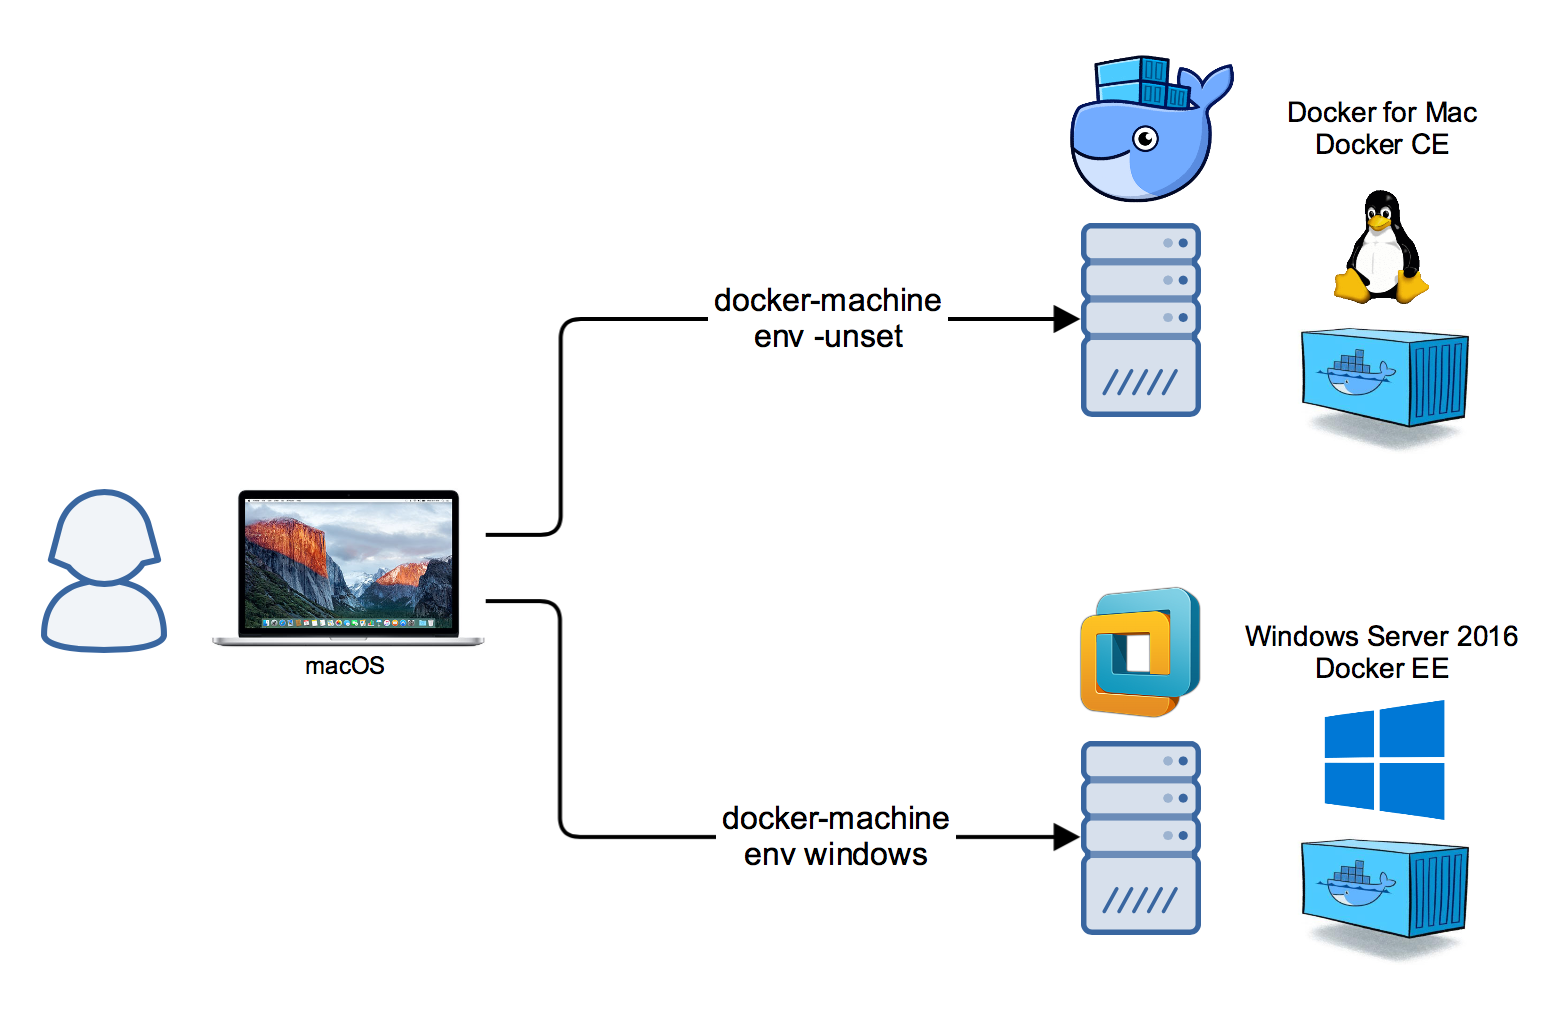 Docker for Mac
Docker CE
docker-machine
env -unset
macOS
Windows Server 2016
Docker EE
docker-machine
env windows